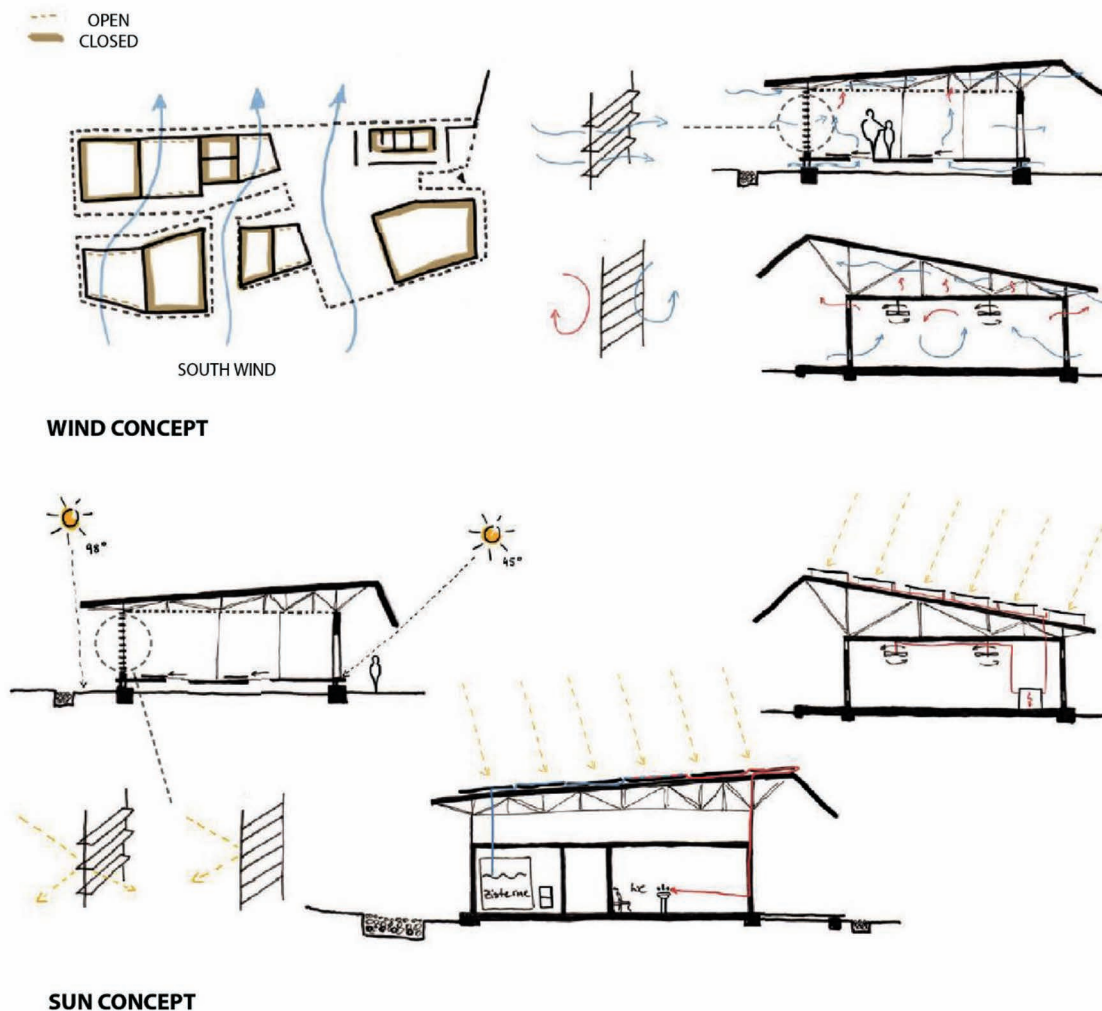 OPEN
CLOSED
SOUTH WIND
WIND CONCEPT
98°
45°
Zisterne
WC
SUN CONCEPT